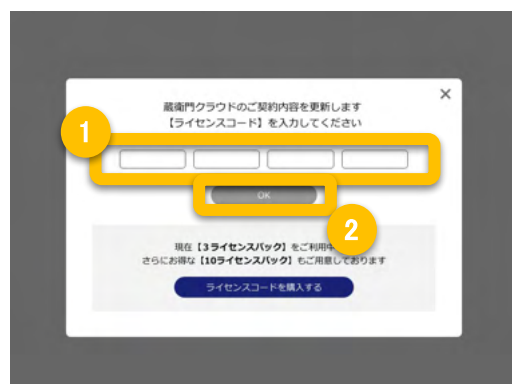 ×
蔵衛門クラウドのご契約内容を更新します
【ライセンスコード】を入力してください
1
OK
2
現在【3ライセンスパック】をご利用中
さらにお得な【10ライセンスパック】もご用意しております
ライセンスコードを購入する